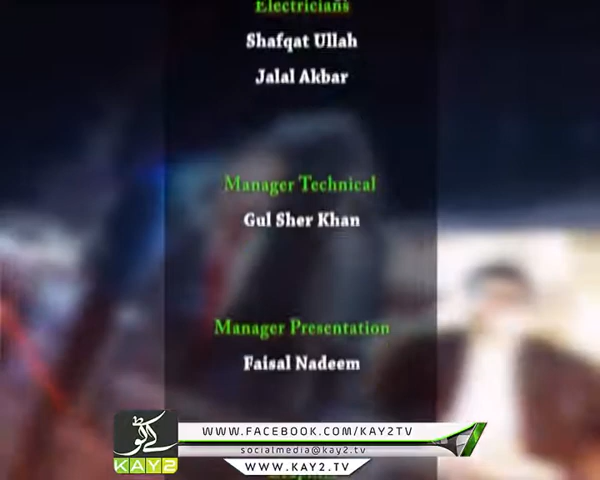 Electricians
Shafqat Ullah
Jalal Akbar
Manager Technical
Gul Sher Khan
Manager Presentation
Faisal Nadeem
کےٹو
KAY2
WWW.FACEBOOK.COM/KAY2TV
socialmedia@kay2.tv
WWW.KAY2.TV